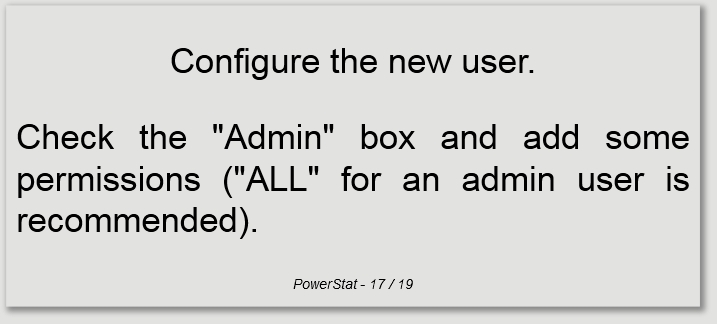 Configure the new user.
Check the "Admin" box and add some
permissions ("ALL" for an admin user is
recommended).
PowerStat - 17 / 19